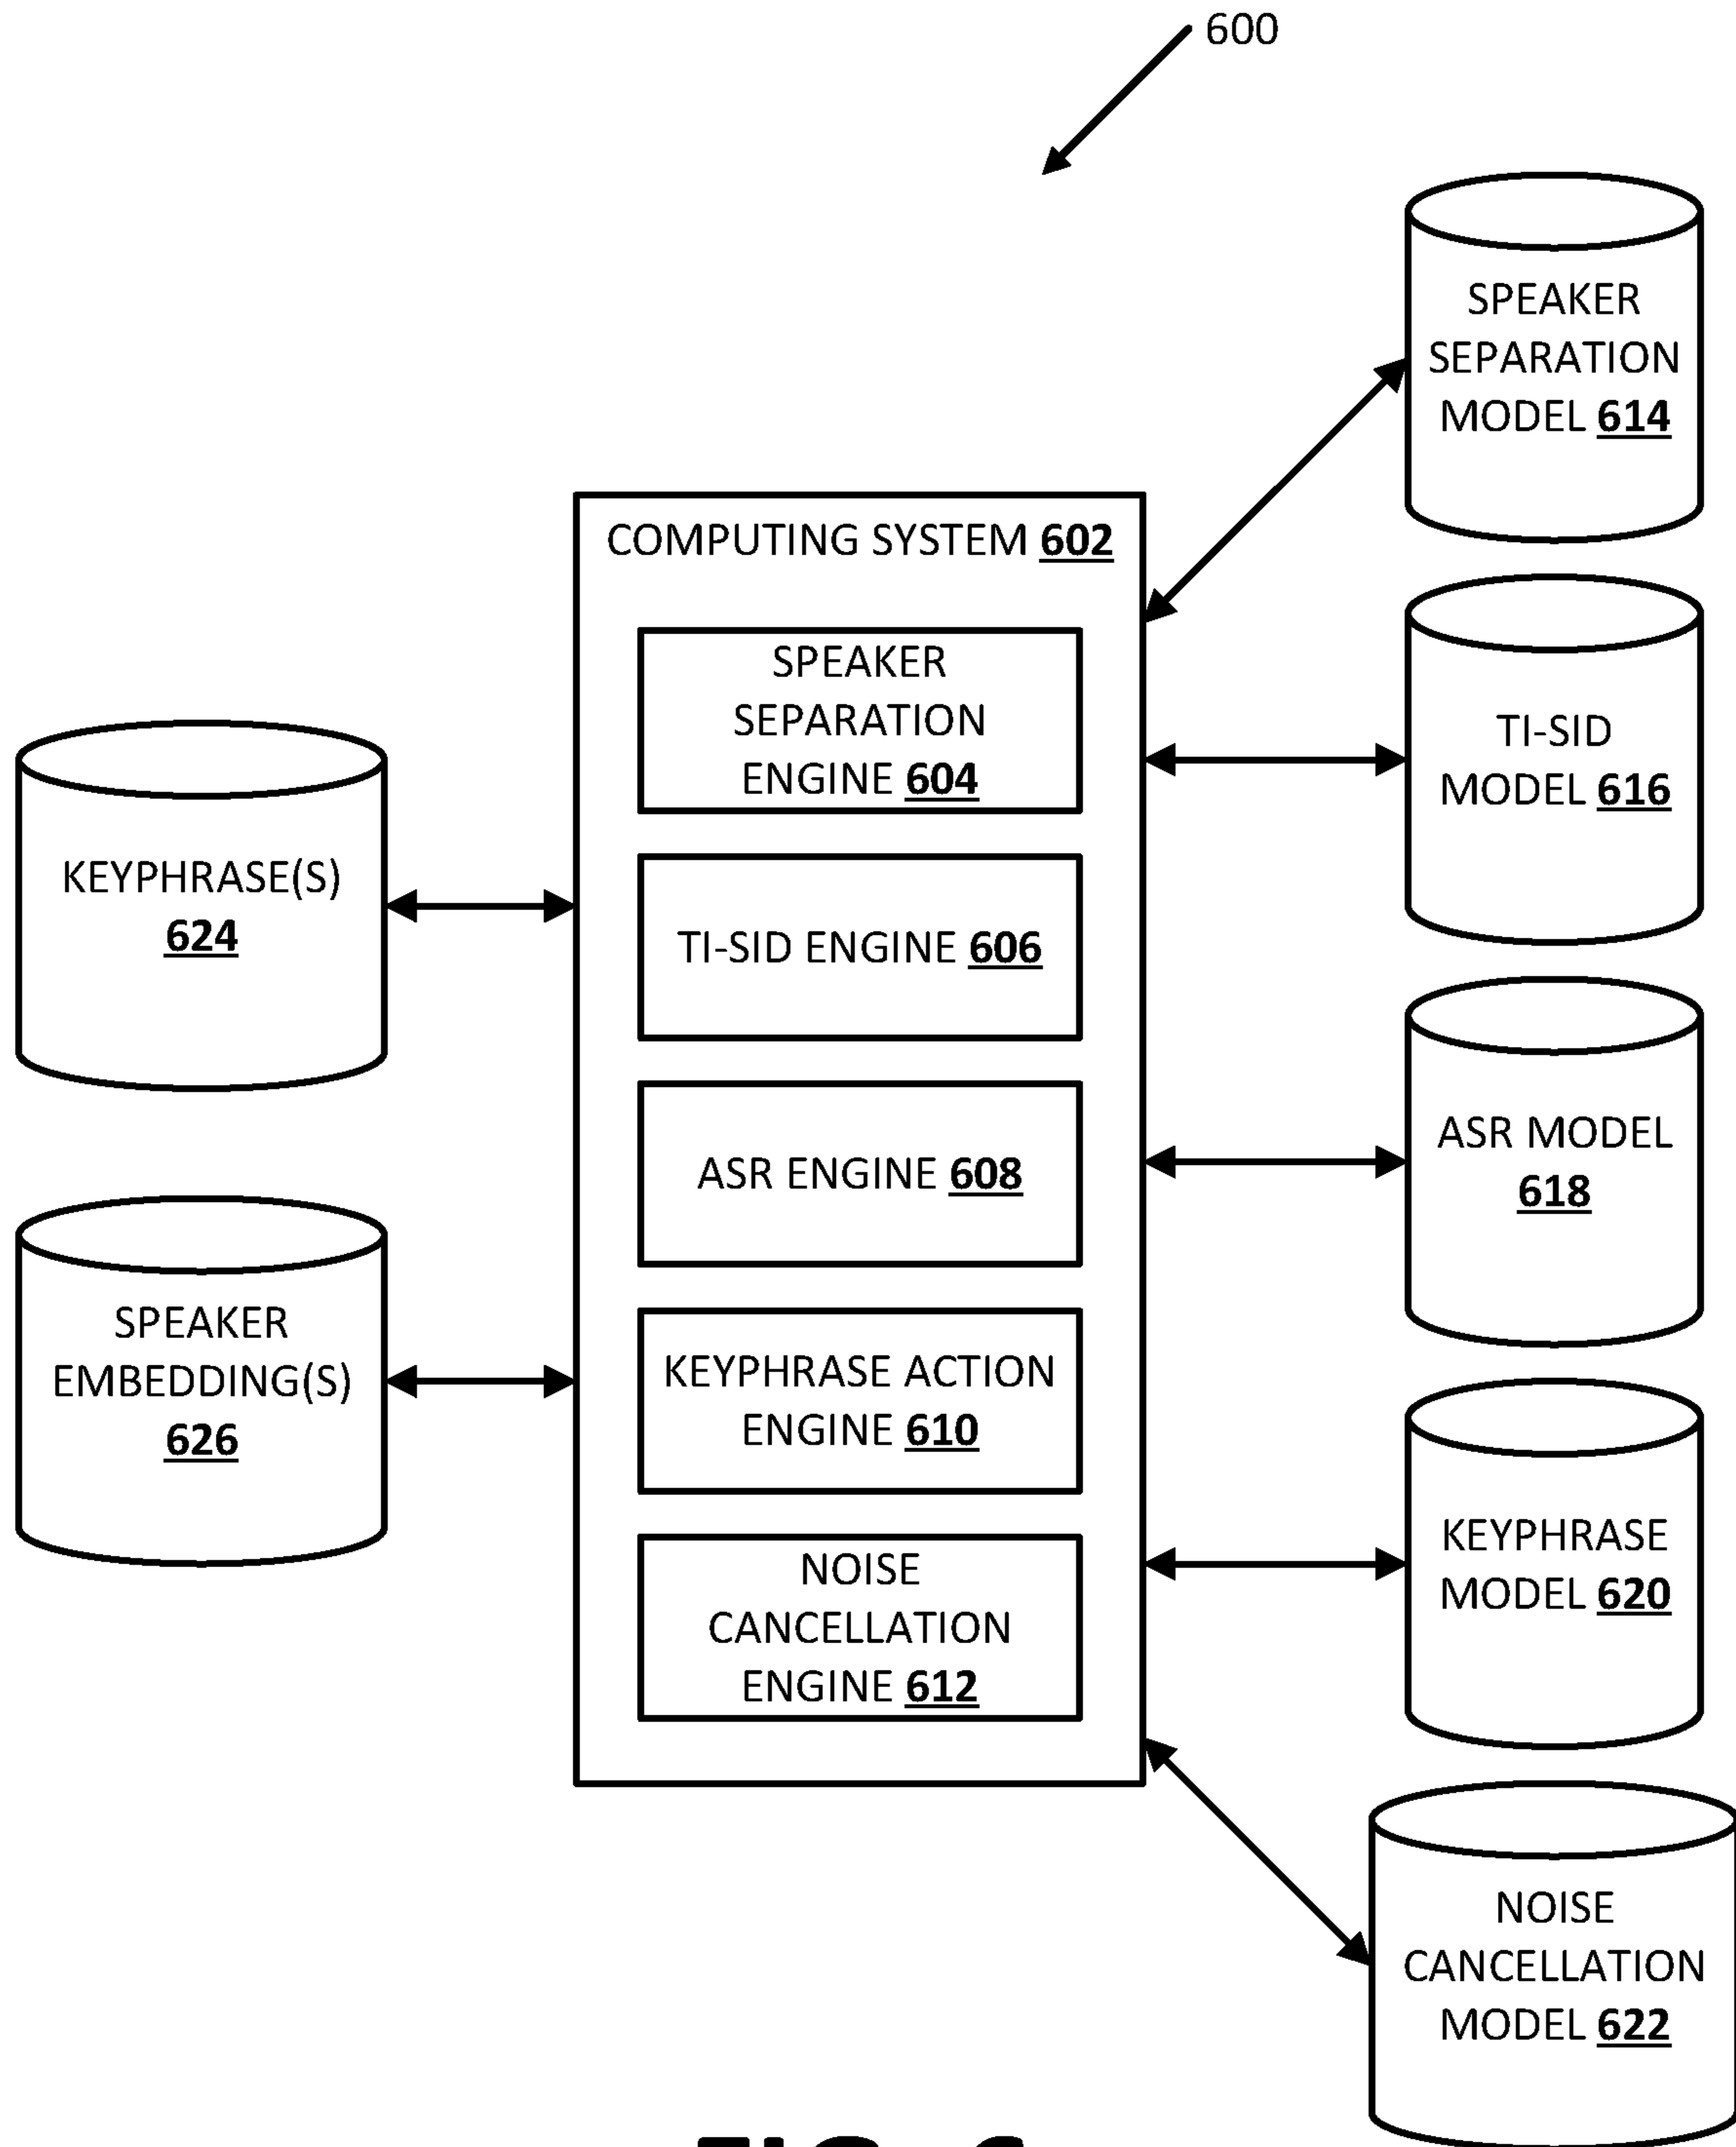 600
SPEAKER
SEPARATION
MODEL 614
COMPUTING SYSTEM 602
SPEAKER
SEPARATION
ENGINE 604
TI-SID
MODEL 616
KEYPHRASE(S)
624
TI-SID ENGINE 606
ASR MODEL
618
ASR ENGINE 608
SPEAKER
EMBEDDING(S)
626
KEYPHRASE ACTION
ENGINE 610
KEYPHRASE
MODEL 620
NOISE
CANCELLATION
ENGINE 612
NOISE
CANCELLATION
MODEL 622